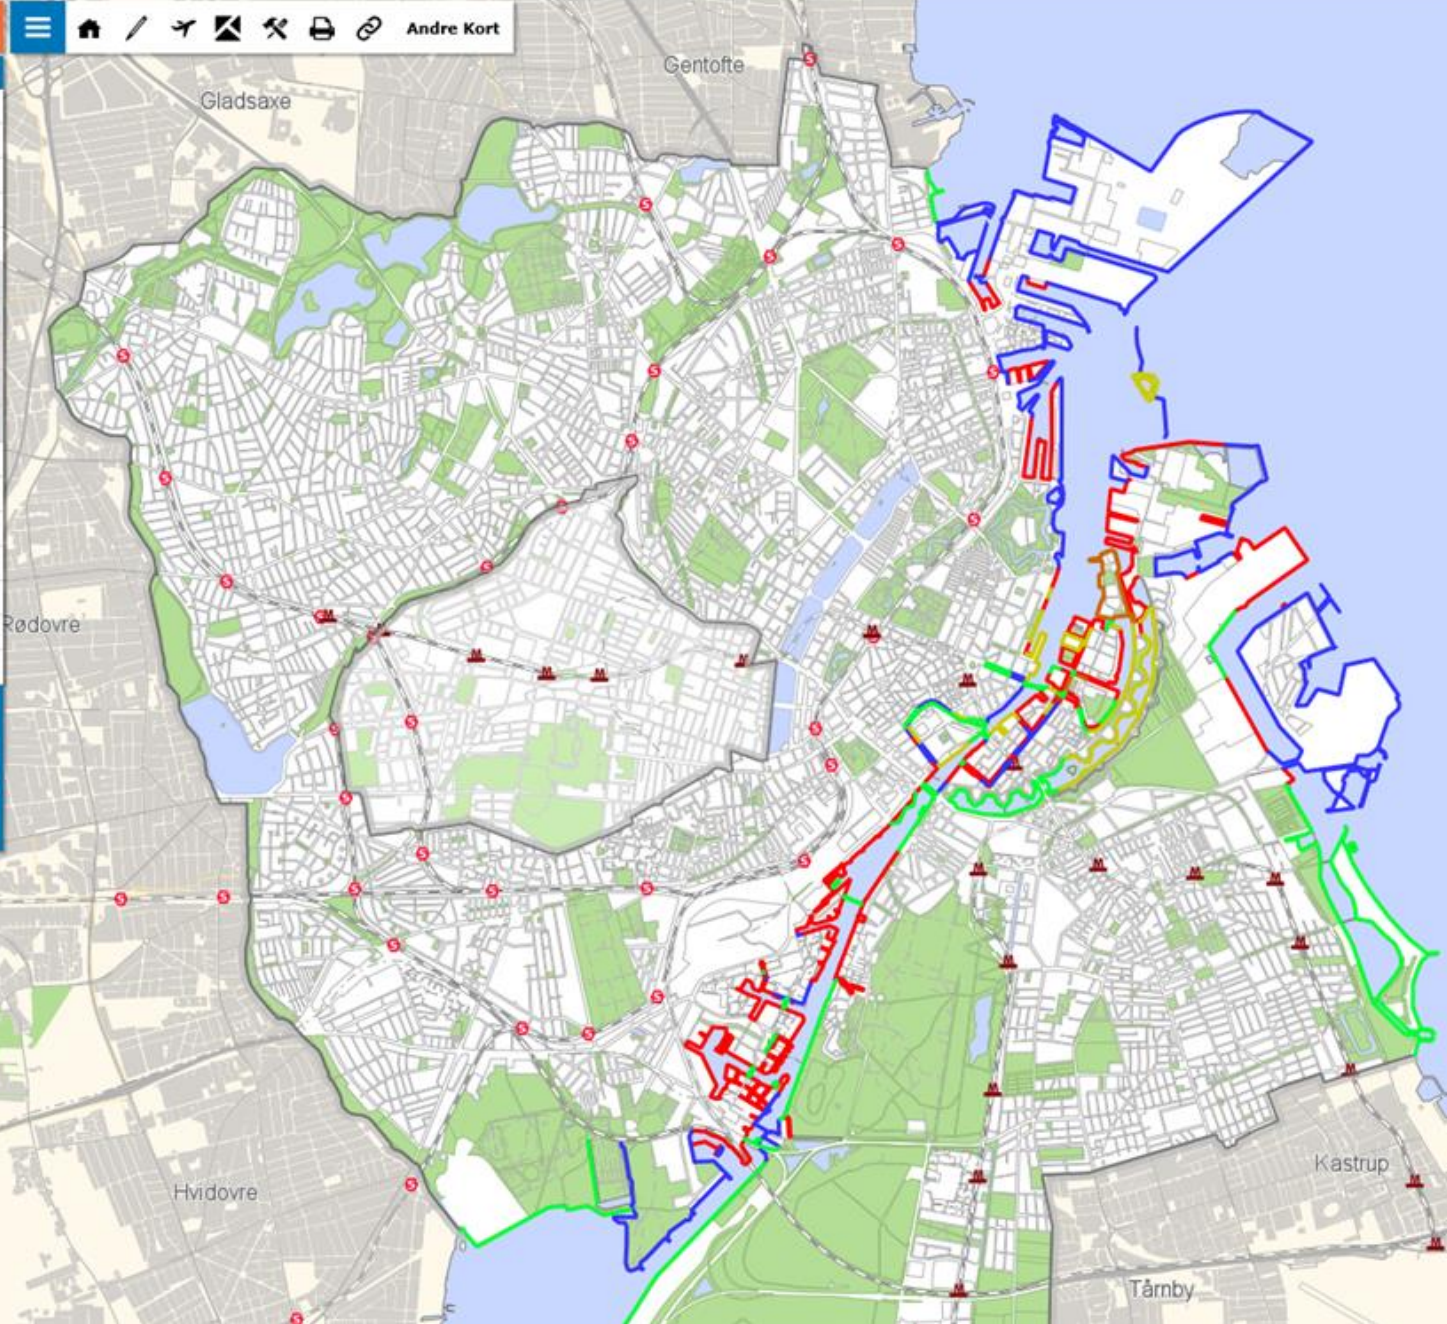 Andre Kort
Gentofte
Gladsaxe
Rødovre
Kastrup
Hvidovre
Tårnby